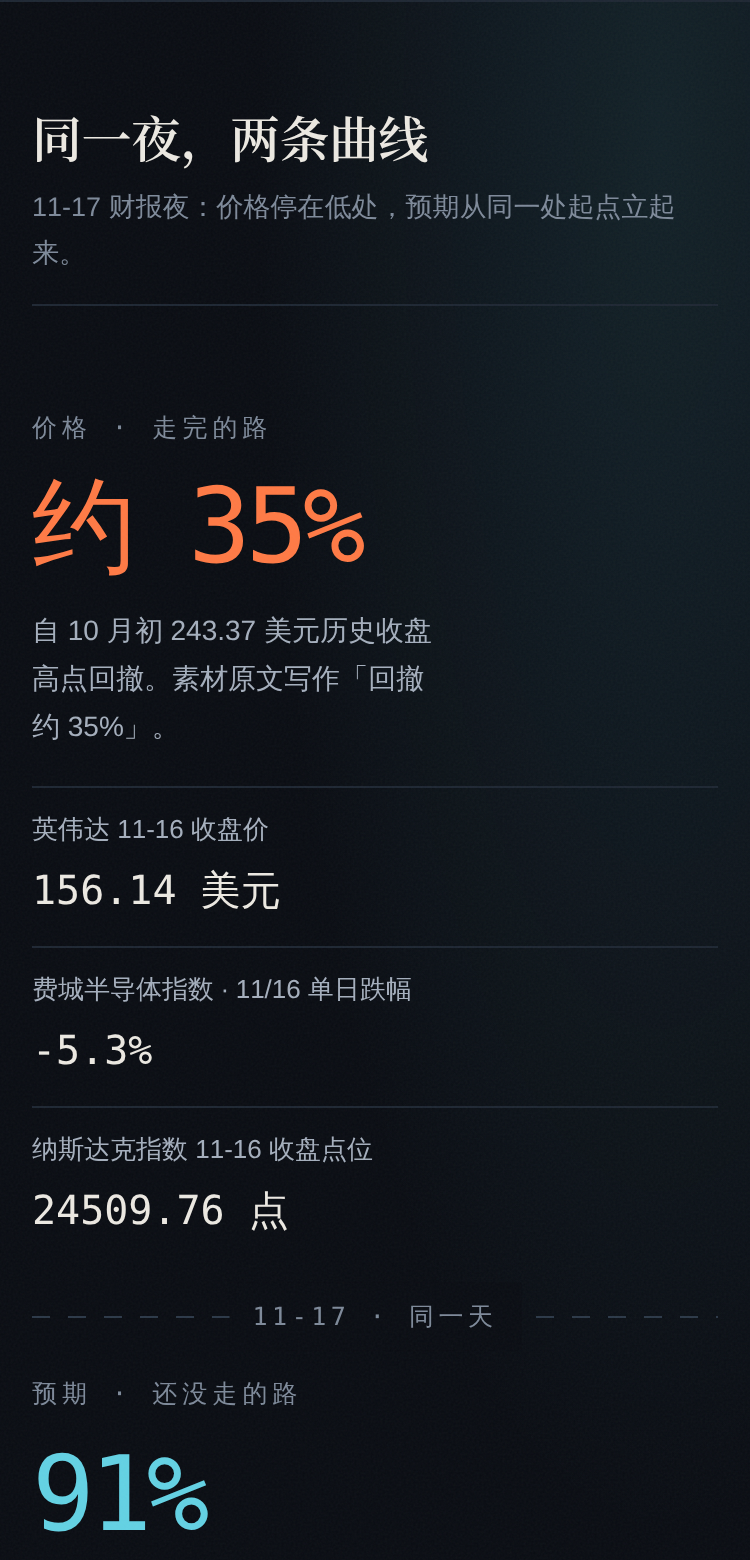 同一夜，两条曲线
11-17 财报夜：价格停在低处，预期从同一处起点立起
来。
价格 · 走完的路
约 35%
自 10 月初 243.37 美元历史收盘
高点回撤。素材原文写作「回撤
约 35%」。
英伟达 11-16 收盘价
156.14 美元
费城半导体指数 · 11/16 单日跌幅
-5.3%
纳斯达克指数 11-16 收盘点位
24509.76 点
11-17 · 同一天
预期 · 还没走的路
91%